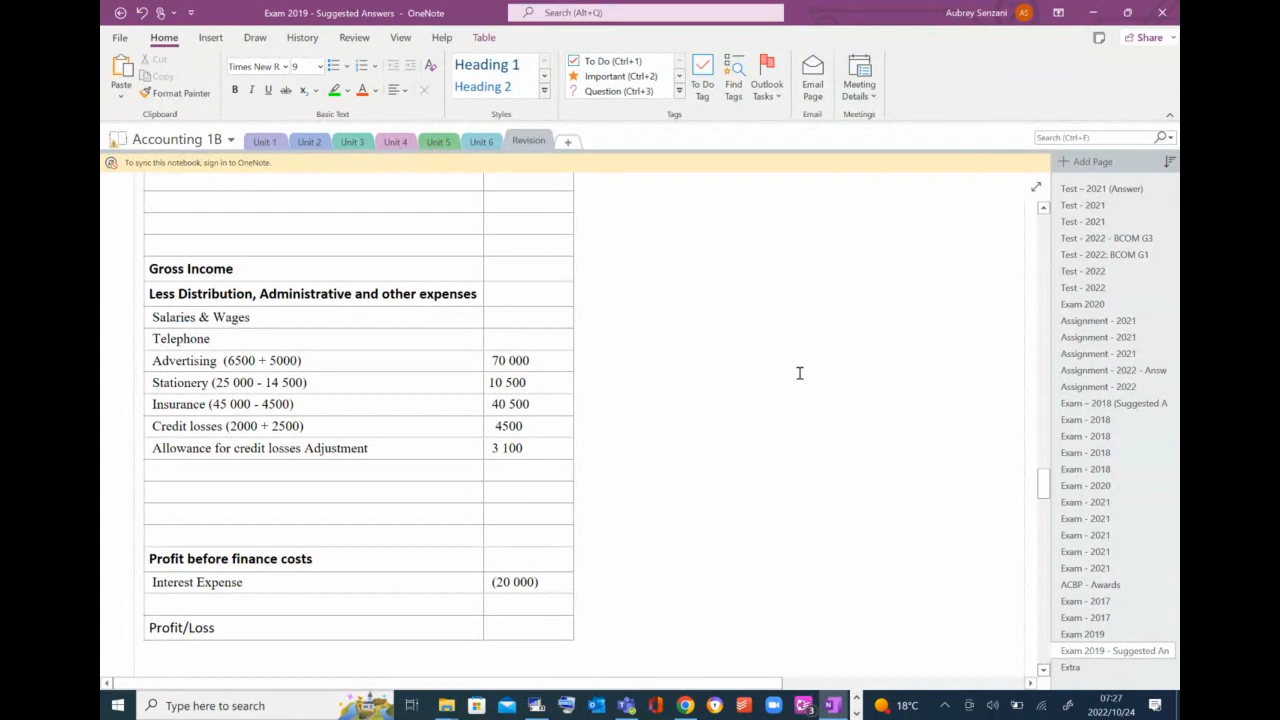 Exam 2019 - Suggested Answers - OneNote
Search (Alt+Q)
Aubrey Senzani
AS
File Home Insert Draw History Review View Help Table
Share
Paste
Cut
Copy
Format Painter
Clipboard
Times New R 9
B I U ab x
Basic Text
Heading 1
Heading 2
Styles
To Do (Ctrl+1)
Important (Ctrl+2)
Question (Ctrl+3)
To Do Tag
Find Tags
Outlook Tasks
Tags
Email Page
Email
Meeting Details
Meetings
Accounting 1B
Unit 1 Unit 2 Unit 3 Unit 4 Unit 5 Unit 6 Revision
Search (Ctrl+E)
To sync this notebook, sign in to OneNote.
Gross Income
Less Distribution, Administrative and other expenses
Salaries & Wages
Telephone
Advertising (6500 + 5000) 70 000
Stationery (25 000 - 14 500) 10 500
Insurance (45 000 - 4500) 40 500
Credit losses (2000 + 2500) 4500
Allowance for credit losses Adjustment 3 100
Profit before finance costs
Interest Expense (20 000)
Profit/Loss
Add Page
Test – 2021 (Answer)
Test - 2021
Test - 2021
Test - 2022 - BCOM G3
Test - 2022: BCOM G1
Test - 2022
Test - 2022
Exam 2020
Assignment - 2021
Assignment - 2021
Assignment - 2021
Assignment - 2022 - Answ
Assignment - 2022
Exam – 2018 (Suggested A
Exam - 2018
Exam - 2018
Exam - 2018
Exam - 2018
Exam - 2020
Exam - 2021
Exam - 2021
Exam - 2021
Exam - 2021
Exam - 2021
ACBP - Awards
Exam - 2017
Exam - 2017
Exam 2019
Exam 2019 - Suggested An
Extra
Type here to search
18°C
07:27
2022/10/24